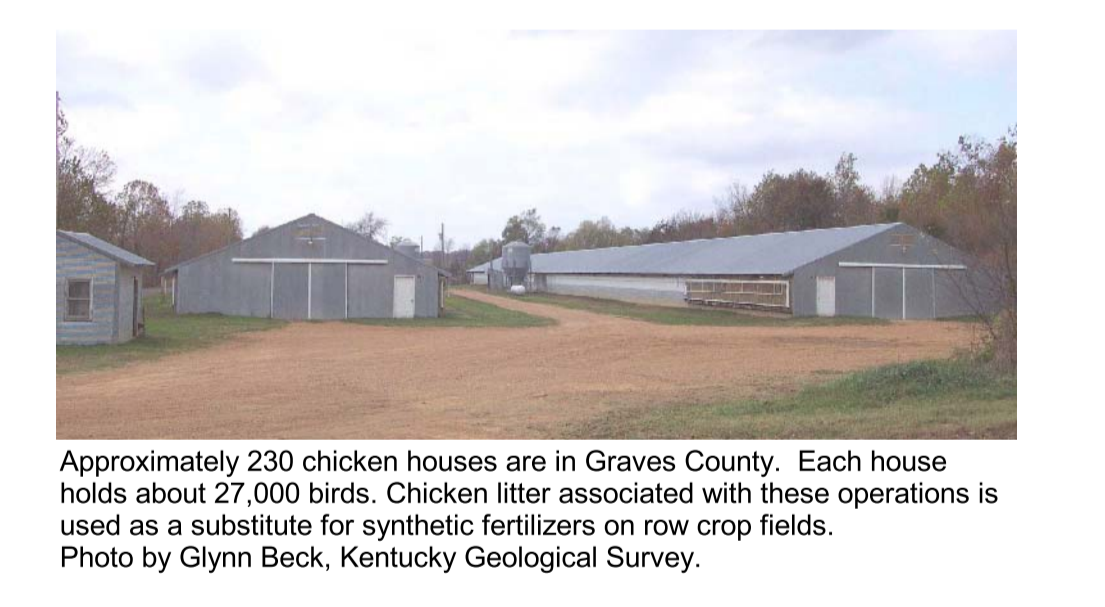 Approximately 230 chicken houses are in Graves County.  Each house
holds about 27,000 birds. Chicken litter associated with these operations is
used as a substitute for synthetic fertilizers on row crop fields.
Photo by Glynn Beck, Kentucky Geological Survey.